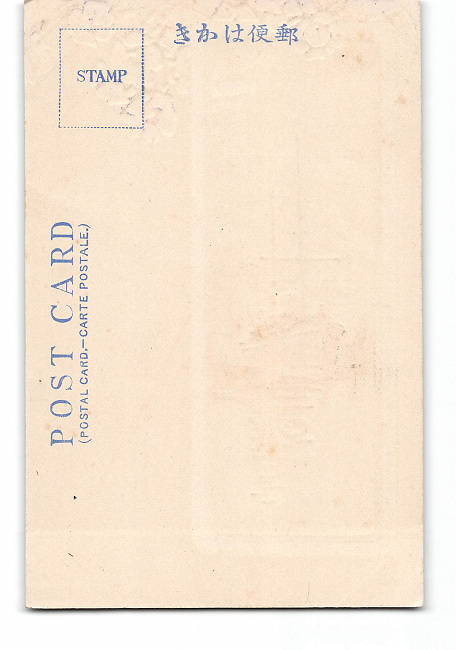 郵便はかき
STAMP
POST CARD
(POSTAL CARD.—CARTE POSTALE.)